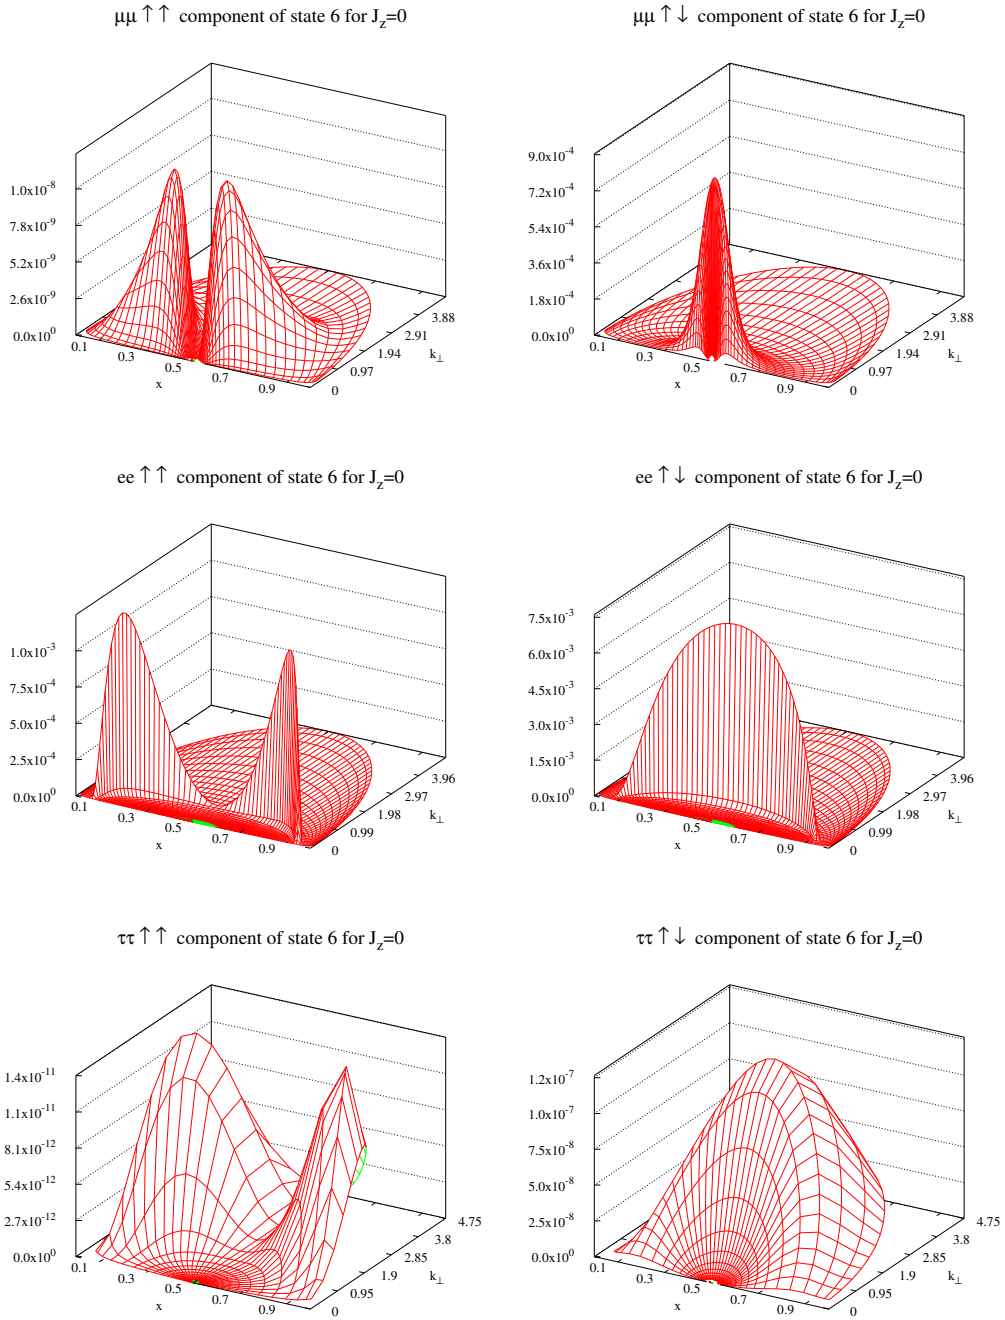 μμ ↑↑ component of state 6 for J_z=0
1.0x10^-8
7.8x10^-9
5.2x10^-9
2.6x10^-9
0.0x10^0
0.1
0.3
0.5
0.7
0.9
x
0
0.97
1.94
2.91
3.88
k_⊥
μμ ↑↓ component of state 6 for J_z=0
9.0x10^-4
7.2x10^-4
5.4x10^-4
3.6x10^-4
1.8x10^-4
0.0x10^0
0.1
0.3
0.5
0.7
0.9
x
0
0.97
1.94
2.91
3.88
k_⊥
ee ↑↑ component of state 6 for J_z=0
1.0x10^-3
7.5x10^-4
5.0x10^-4
2.5x10^-4
0.0x10^0
0.1
0.3
0.5
0.7
0.9
x
0
0.99
1.98
2.97
3.96
k_⊥
ee ↑↓ component of state 6 for J_z=0
7.5x10^-3
6.0x10^-3
4.5x10^-3
3.0x10^-3
1.5x10^-3
0.0x10^0
0.1
0.3
0.5
0.7
0.9
x
0
0.99
1.98
2.97
3.96
k_⊥
ττ ↑↑ component of state 6 for J_z=0
1.4x10^-11
1.1x10^-11
8.1x10^-12
5.4x10^-12
2.7x10^-12
0.0x10^0
0.1
0.3
0.5
0.7
0.9
x
0
0.95
1.9
2.85
3.8
4.75
k_⊥
ττ ↑↓ component of state 6 for J_z=0
1.2x10^-7
1.0x10^-7
7.5x10^-8
5.0x10^-8
2.5x10^-8
0.0x10^0
0.1
0.3
0.5
0.7
0.9
x
0
0.95
1.9
2.85
3.8
4.75
k_⊥